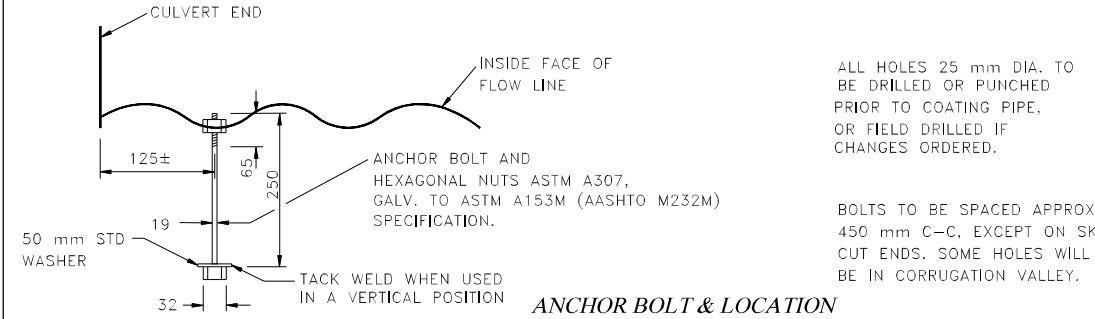 CULVERT END
INSIDE FACE OF
FLOW LINE
125±
65
250
ANCHOR BOLT AND
HEXAGONAL NUTS ASTM A307,
GALV. TO ASTM A153M (AASHTO M232M)
SPECIFICATION.
19
50 mm STD
WASHER
TACK WELD WHEN USED
IN A VERTICAL POSITION
32
ANCHOR BOLT & LOCATION
ALL HOLES 25 mm DIA. TO
BE DRILLED OR PUNCHED
PRIOR TO COATING PIPE,
OR FIELD DRILLED IF
CHANGES ORDERED.
BOLTS TO BE SPACED APPROX
450 mm C–C, EXCEPT ON SK
CUT ENDS. SOME HOLES WILL
BE IN CORRUGATION VALLEY.